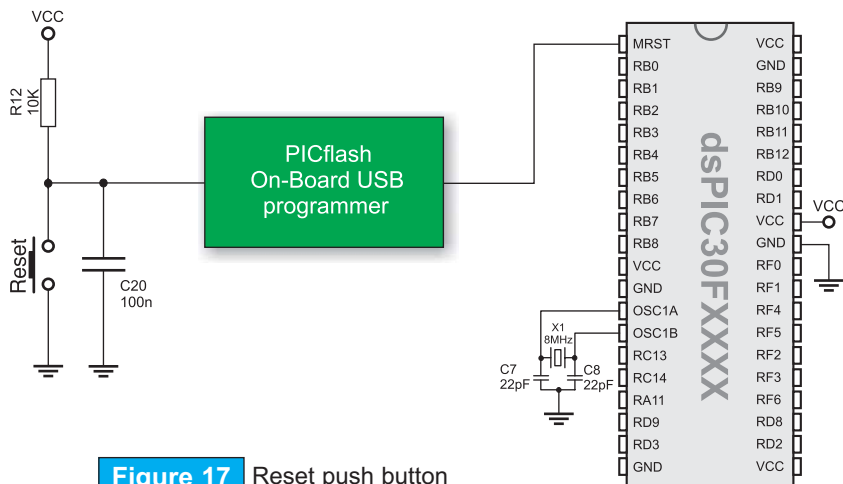 VCC
R12
10K
Reset
C20
100n
PICflash
On-Board USB
programmer
MRST
RB0
RB1
RB2
RB3
RB4
RB5
RB6
RB7
RB8
VCC
GND
OSC1A
OSC1B
RC13
RC14
RA11
RD9
RD3
GND
dsPIC30FXXXX
VCC
GND
RB9
RB10
RB11
RB12
RD0
RD1
VCC
GND
RF0
RF1
RF4
RF5
RF2
RF3
RF6
RD8
RD2
VCC
VCC
X1
8MHz
C7
22pF
C8
22pF
Figure 17 Reset push button